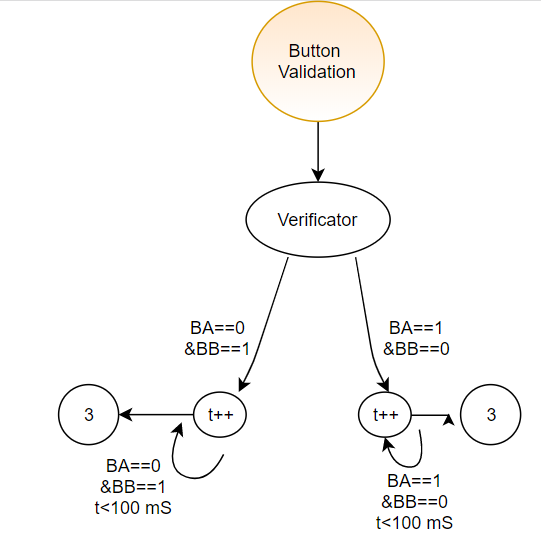 Button
Validation
Verificator
BA==0
&BB==1
BA==1
&BB==0
3
t++
t++
3
BA==0
&BB==1
t<100 mS
BA==1
&BB==0
t<100 mS